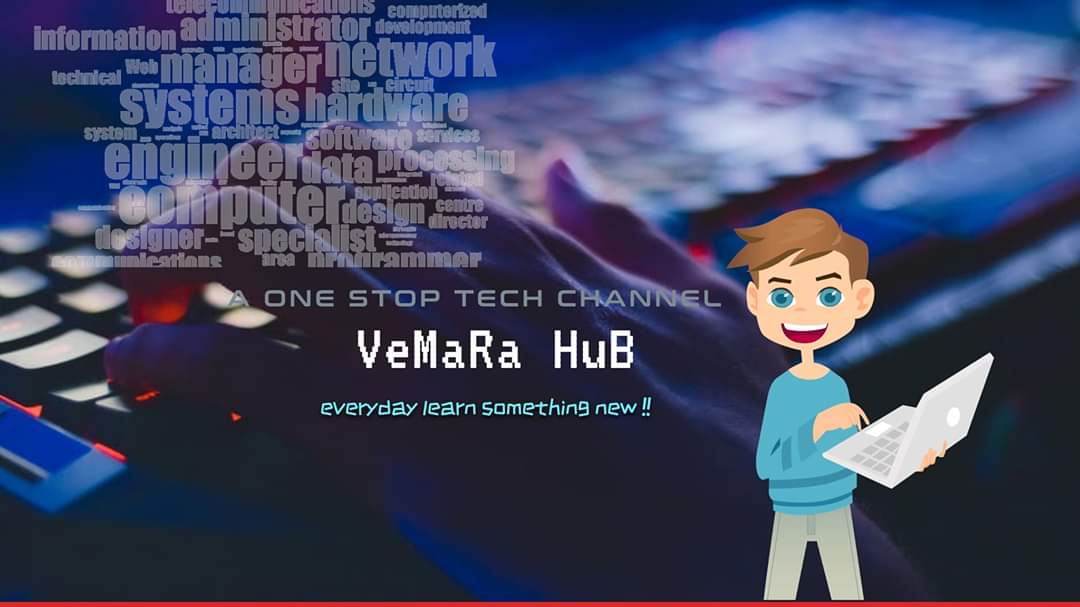 telecommunications computerized
administrator development
information
manager network
technical Web
site circuit
systems hardware
system architect software services
engineer data processing
computer application
design centre
director
designer specialist
communications area programmer
A ONE STOP TECH CHANNEL
VeMaRa HuB
everyday learn something new !!